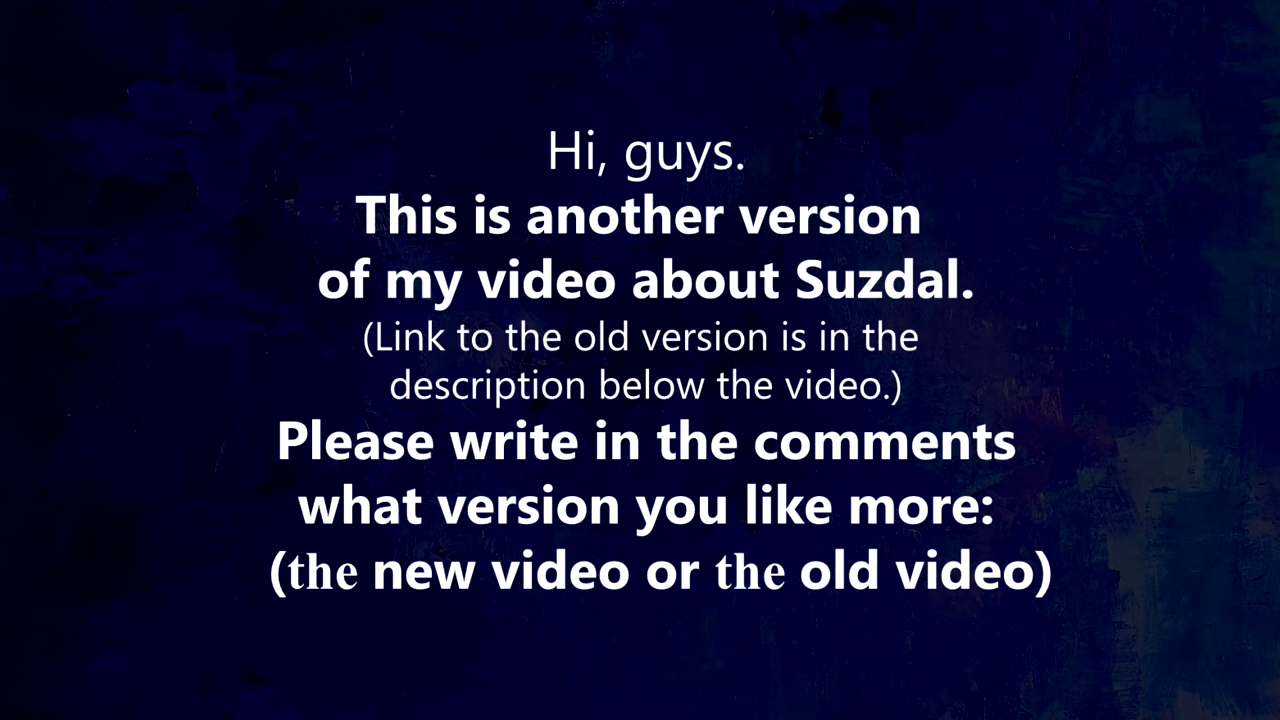 Hi, guys.
This is another version
of my video about Suzdal.
(Link to the old version is in the
description below the video.)
Please write in the comments
what version you like more:
(the new video or the old video)